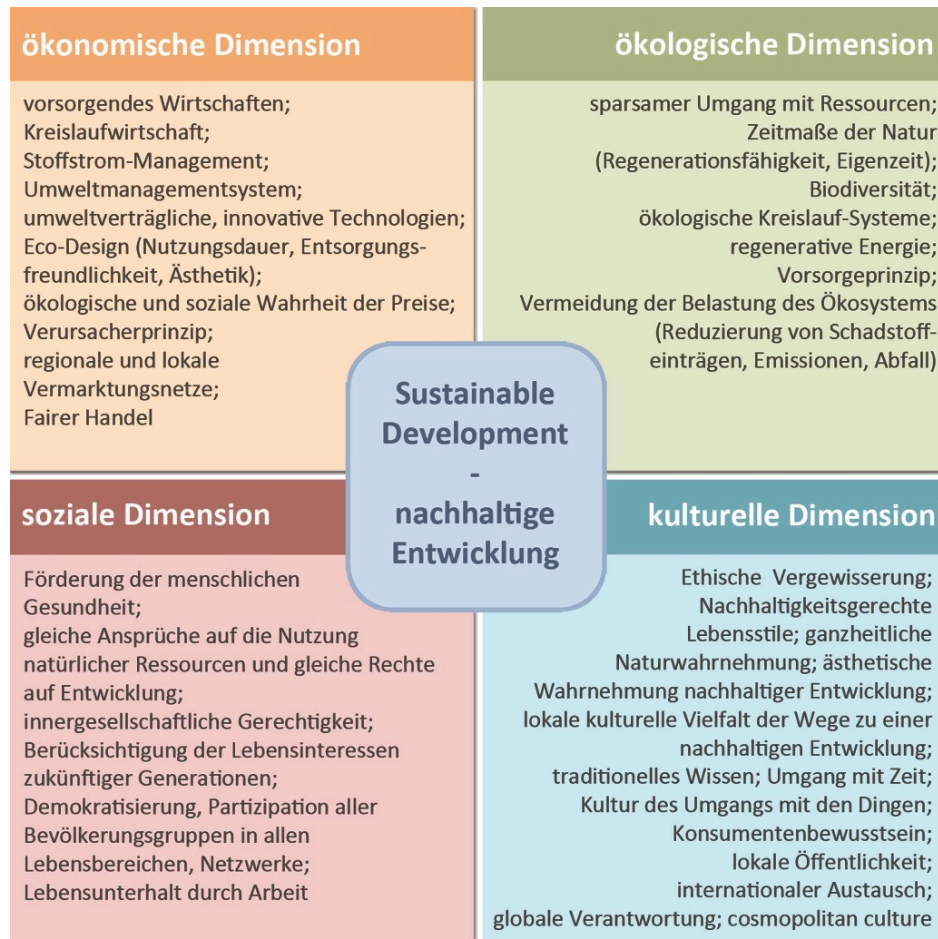 ökonomische Dimension
vorsorgendes Wirtschaften;
Kreislaufwirtschaft;
Stoffstrom-Management;
Umweltmanagementsystem;
umweltverträgliche, innovative Technologien;
Eco-Design (Nutzungsdauer, Entsorgungs-
freundlichkeit, Ästhetik);
ökologische und soziale Wahrheit der Preise;
Verursacherprinzip;
regionale und lokale
Vermarktungsnetze;
Fairer Handel
ökologische Dimension
sparsamer Umgang mit Ressourcen;
Zeitmaße der Natur
(Regenerationsfähigkeit, Eigenzeit);
Biodiversität;
ökologische Kreislauf-Systeme;
regenerative Energie;
Vorsorgeprinzip;
Vermeidung der Belastung des Ökosystems
(Reduzierung von Schadstoff-
einträgen, Emissionen, Abfall)
Sustainable
Development
-
nachhaltige
Entwicklung
soziale Dimension
Förderung der menschlichen
Gesundheit;
gleiche Ansprüche auf die Nutzung
natürlicher Ressourcen und gleiche Rechte
auf Entwicklung;
innergesellschaftliche Gerechtigkeit;
Berücksichtigung der Lebensinteressen
zukünftiger Generationen;
Demokratisierung, Partizipation aller
Bevölkerungsgruppen in allen
Lebensbereichen, Netzwerke;
Lebensunterhalt durch Arbeit
kulturelle Dimension
Ethische Vergewisserung;
Nachhaltigkeitsgerechte
Lebensstile; ganzheitliche
Naturwahrnehmung; ästhetische
Wahrnehmung nachhaltiger Entwicklung;
lokale kulturelle Vielfalt der Wege zu einer
nachhaltigen Entwicklung;
traditionelles Wissen; Umgang mit Zeit;
Kultur des Umgangs mit den Dingen;
Konsumentenbewusstsein;
lokale Öffentlichkeit;
internationaler Austausch;
globale Verantwortung; cosmopolitan culture